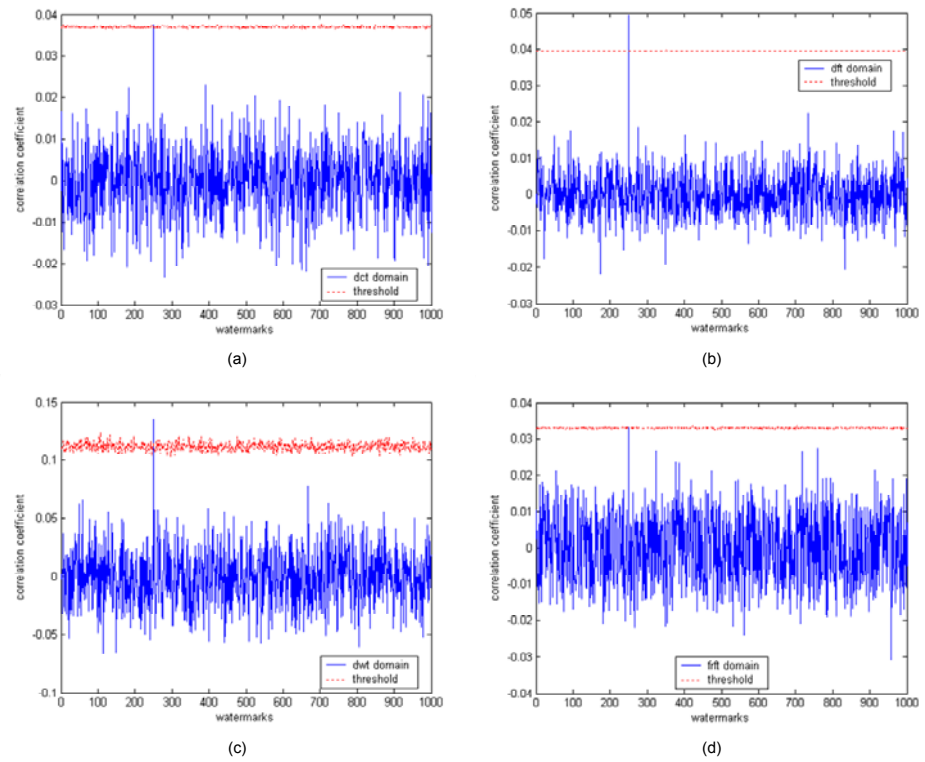 0.04
0.03
0.02
0.01
0
-0.01
-0.02
-0.03
correation coefficient
dct domain
threshold
0 100 200 300 400 500 600 700 800 900 1000
watermarks
(a)
0.05
0.04
0.03
0.02
0.01
0
-0.01
-0.02
-0.03
correlation coefficient
dft domain
threshold
0 100 200 300 400 500 600 700 800 900 1000
watermarks
(b)
0.15
0.1
0.05
0
-0.05
-0.1
correction coefficient
dwt domain
threshold
0 100 200 300 400 500 600 700 800 900 1000
watermarks
(c)
0.04
0.03
0.02
0.01
0
-0.01
-0.02
-0.03
-0.04
correlation coefficient
frft domain
threshold
0 100 200 300 400 500 600 700 800 900 1000
watermarks
(d)